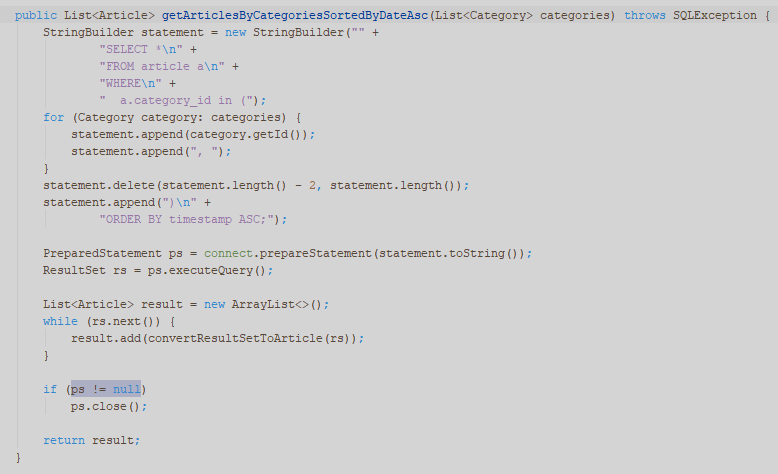 public List<Article> getArticlesByCategoriesSortedByDateAsc(List<Category> categories) throws SQLException {
    StringBuilder statement = new StringBuilder("" +
            "SELECT *\n" +
            "FROM article a\n" +
            "WHERE\n" +
            "  a.category_id in (");
    for (Category category: categories) {
        statement.append(category.getId());
        statement.append(", ");
    }
    statement.delete(statement.length() - 2, statement.length());
    statement.append(")\n" +
            "ORDER BY timestamp ASC;");

    PreparedStatement ps = connect.prepareStatement(statement.toString());
    ResultSet rs = ps.executeQuery();

    List<Article> result = new ArrayList<>();
    while (rs.next()) {
        result.add(convertResultSetToArticle(rs));
    }

    if (ps != null)
        ps.close();

    return result;
}